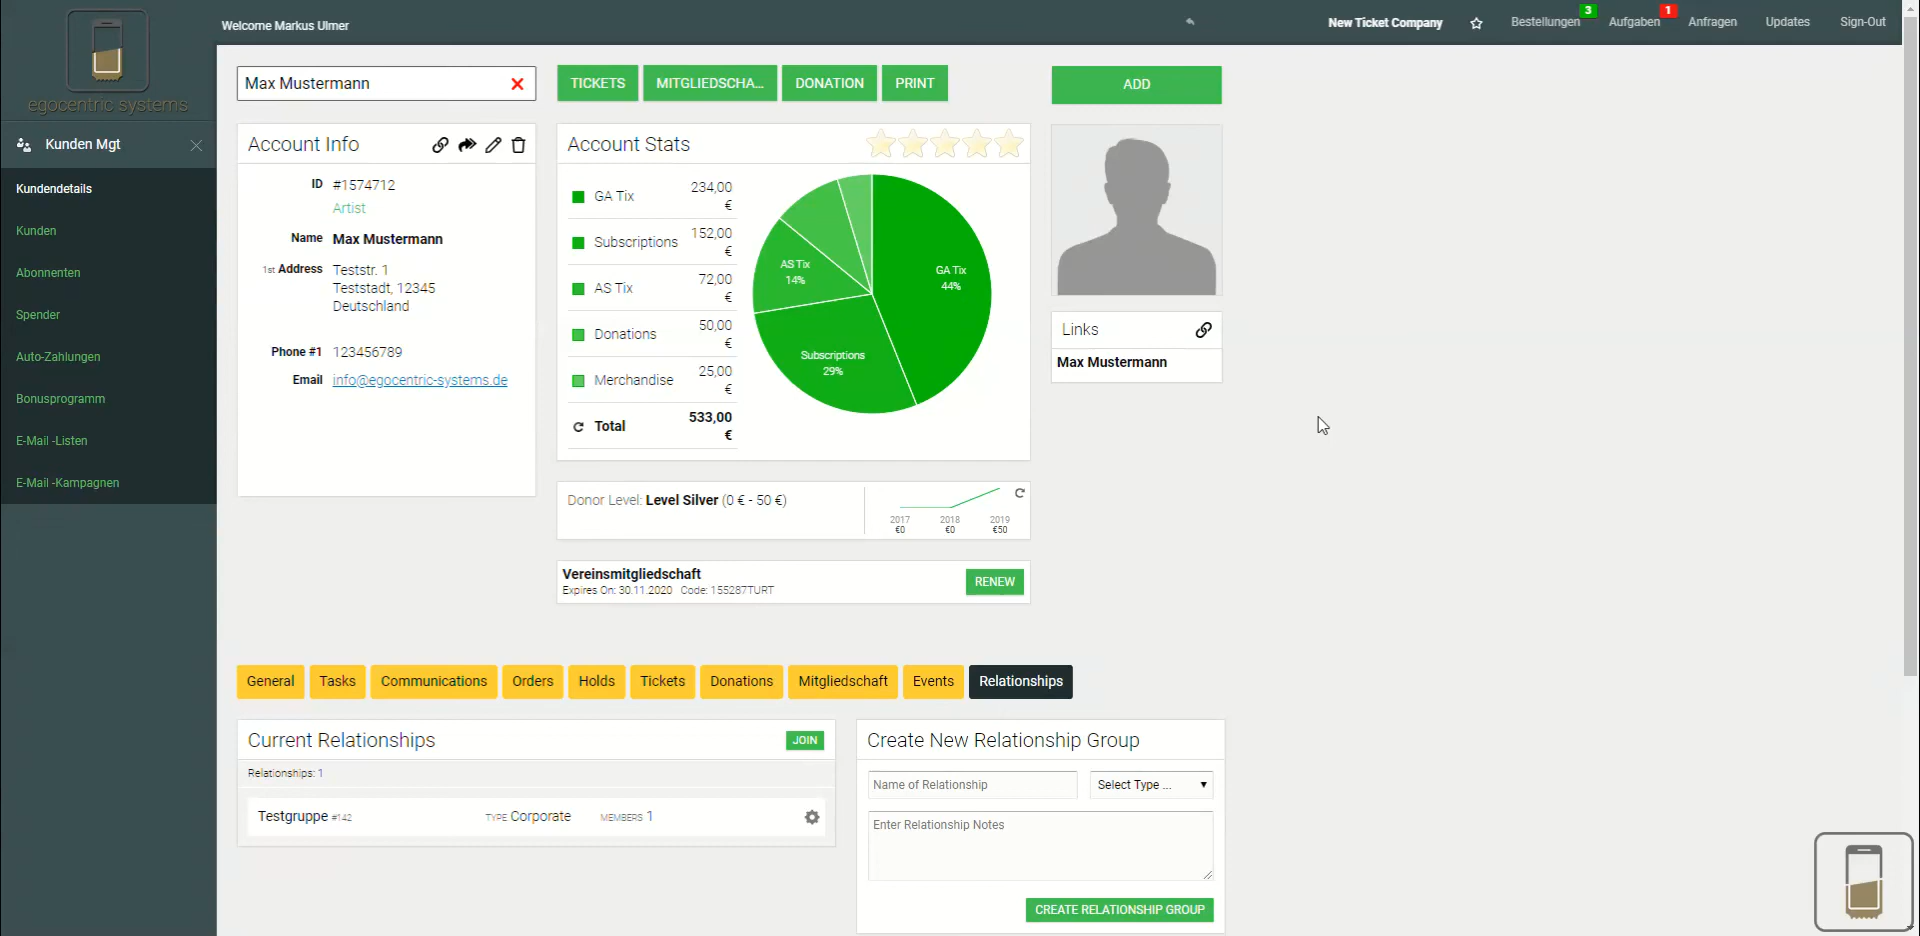 egocentric systems
Welcome Markus Ulmer
New Ticket Company
Bestellungen 3
Aufgaben 1
Anfragen
Updates
Sign-Out
Kunden Mgt
Kundendetails
Kunden
Abonnenten
Spender
Auto-Zahlungen
Bonusprogramm
E-Mail -Listen
E-Mail -Kampagnen
Max Mustermann
TICKETS
MITGLIEDSCHA...
DONATION
PRINT
ADD
Account Info
ID #1574712
Artist
Name Max Mustermann
1st Address Teststr. 1
Teststadt, 12345
Deutschland
Phone #1 123456789
Email info@egocentric-systems.de
Account Stats
GA Tix 234,00 €
Subscriptions 152,00 €
AS Tix 72,00 €
Donations 50,00 €
Merchandise 25,00 €
Total 533,00 €
GA Tix
44%
Subscriptions
29%
AS Tix
14%
Links
Max Mustermann
Donor Level: Level Silver (0 € - 50 €)
2017 2018 2019
€0 €0 €50
Vereinsmitgliedschaft
Expires On: 30.11.2020 Code: 155287TURT
RENEW
General
Tasks
Communications
Orders
Holds
Tickets
Donations
Mitgliedschaft
Events
Relationships
Current Relationships
JOIN
Relationships: 1
Testgruppe #142 TYPE Corporate MEMBERS 1
Create New Relationship Group
Name of Relationship
Select Type ...
Enter Relationship Notes
CREATE RELATIONSHIP GROUP